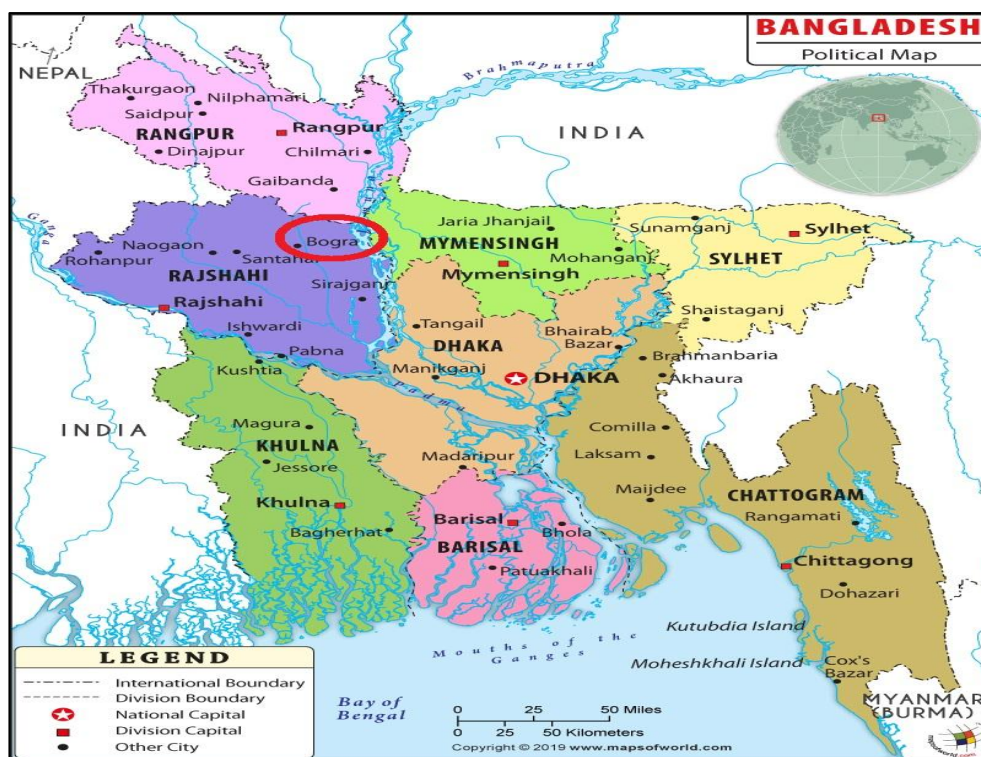 BANGLADESH
Political Map
NEPAL
Brahmaputra
Thakurgaon
Nilphamari
Saidpur
RANGPUR
Rangpur
INDIA
Dinajpur
Chilmari
Gaibanda
Ganga
Jaria Jhanjail
Sunamganj
Sylhet
Naogaon
Bogra
MYMENSINGH
Mohanganj
Rohanpur
Santahar
SYLHET
RAJSHAHI
Mymensingh
Sirajganj
Rajshahi
Shaistaganj
Ishwardi
Tangail
Bhairab
Bazar
DHAKA
Pabna
Brahmanbaria
Kushtia
Manikganj
DHAKA
Akhaura
Padma
INDIA
Magura
Comilla
KHULNA
Jessore
Madaripur
Laksam
Khulna
Maijdee
CHATTOGRAM
Barisal
Rangamati
Bagherhat
Bhola
BARISAL
Patuakhali
Chittagong
Dohazari
Kutubdia Island
Mouths of the
Ganges
Moheshkhali Island
Cox's
Bazar
LEGEND
International Boundary
Division Boundary
National Capital
Division Capital
Other City
Bay of
Bengal
MYANMAR
(BURMA)
0 25 50 Miles
0 25 50 Kilometers
Copyright © 2019 www.mapsofworld.com
mapsofworld.com